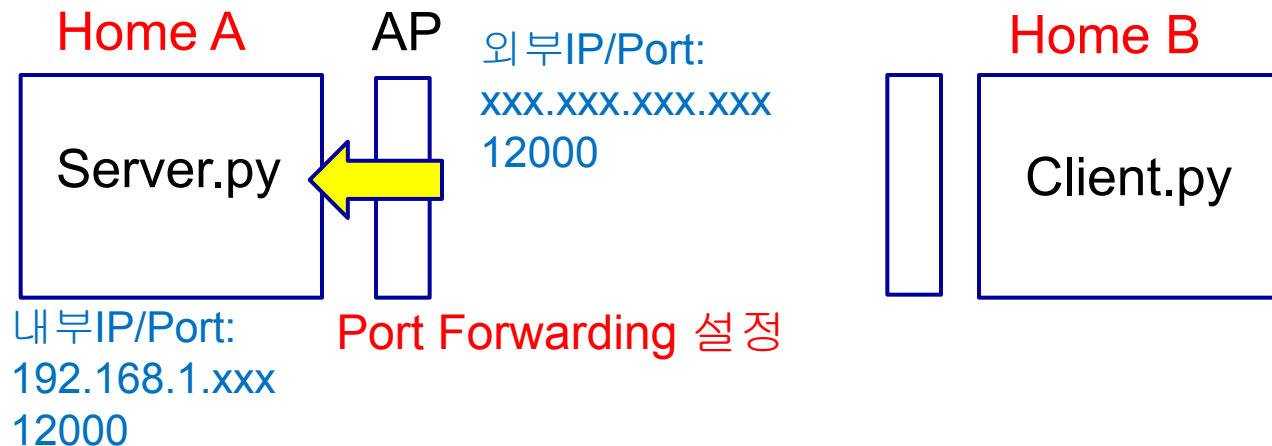 Home A
AP
외부IP/Port:
xxx.xxx.xxx.xxx
12000
Home B
Server.py
Client.py
내부IP/Port:
192.168.1.xxx
12000
Port Forwarding 설정